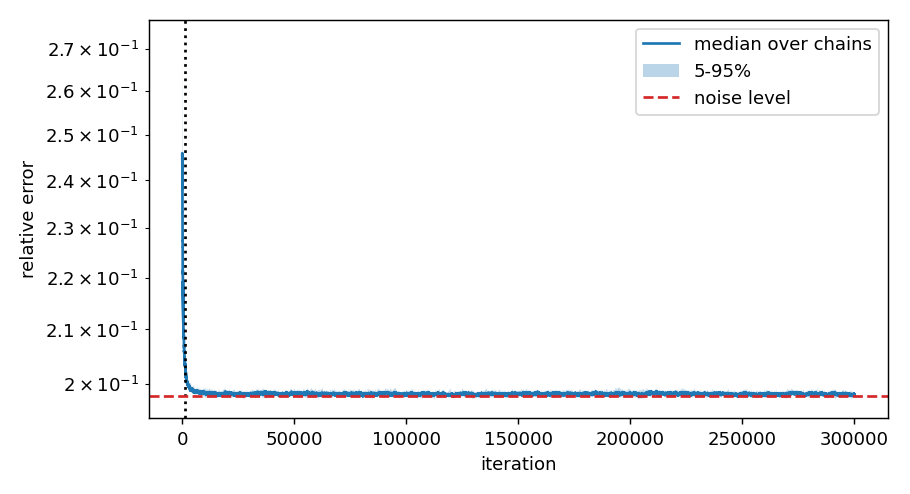 2.7 × 10⁻¹
2.6 × 10⁻¹
2.5 × 10⁻¹
2.4 × 10⁻¹
2.3 × 10⁻¹
2.2 × 10⁻¹
2.1 × 10⁻¹
2 × 10⁻¹
relative error
median over chains
5-95%
noise level
0 50000 100000 150000 200000 250000 300000
iteration